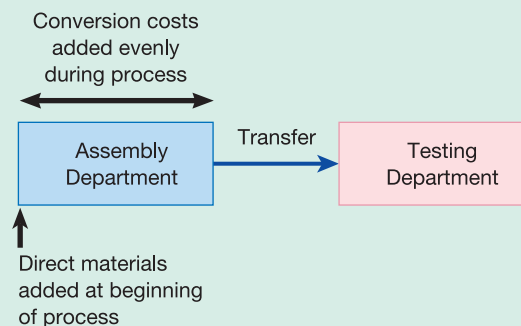 Conversion costs
added evenly
during process
Assembly
Department
Transfer
Testing
Department
Direct materials
added at beginning
of process